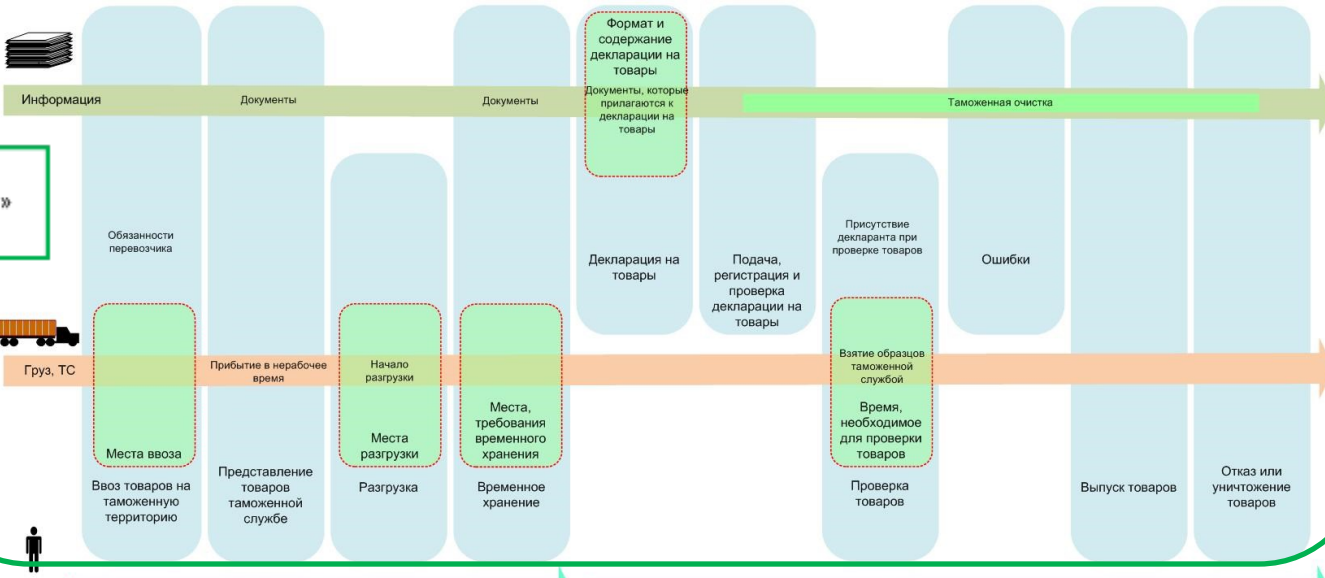 Формат и
содержание
декларации на
товары
Информация
Документы
Документы
Документы, которые
прилагаются к
декларации на
товары
Таможенная очистка
»
Обязанности
перевозчика
Декларация на
товары
Подача,
регистрация и
проверка
декларации на
товары
Присутствие
декларанта при
проверке товаров
Ошибки
Груз, ТС
Прибытие в нерабочее
время
Начало
разгрузки
Взятие образцов
таможенной
службой
Места ввоза
Места
разгрузки
Места,
требования
временного
хранения
Время,
необходимое
для проверки
товаров
Ввоз товаров на
таможенную
территорию
Представление
товаров
таможенной
службе
Разгрузка
Временное
хранение
Проверка
товаров
Выпуск товаров
Отказ или
уничтожение
товаров